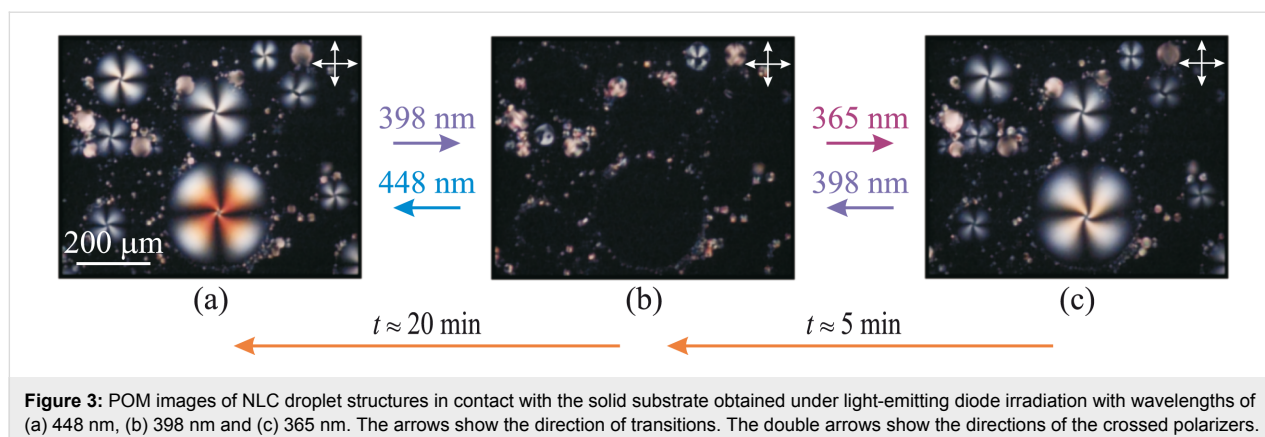 398 nm
365 nm
448 nm
398 nm
200 μm
(a)
(b)
(c)
t ≈ 20 min
t ≈ 5 min
Figure 3: POM images of NLC droplet structures in contact with the solid substrate obtained under light-emitting diode irradiation with wavelengths of
(a) 448 nm, (b) 398 nm and (c) 365 nm. The arrows show the direction of transitions. The double arrows show the directions of the crossed polarizers.